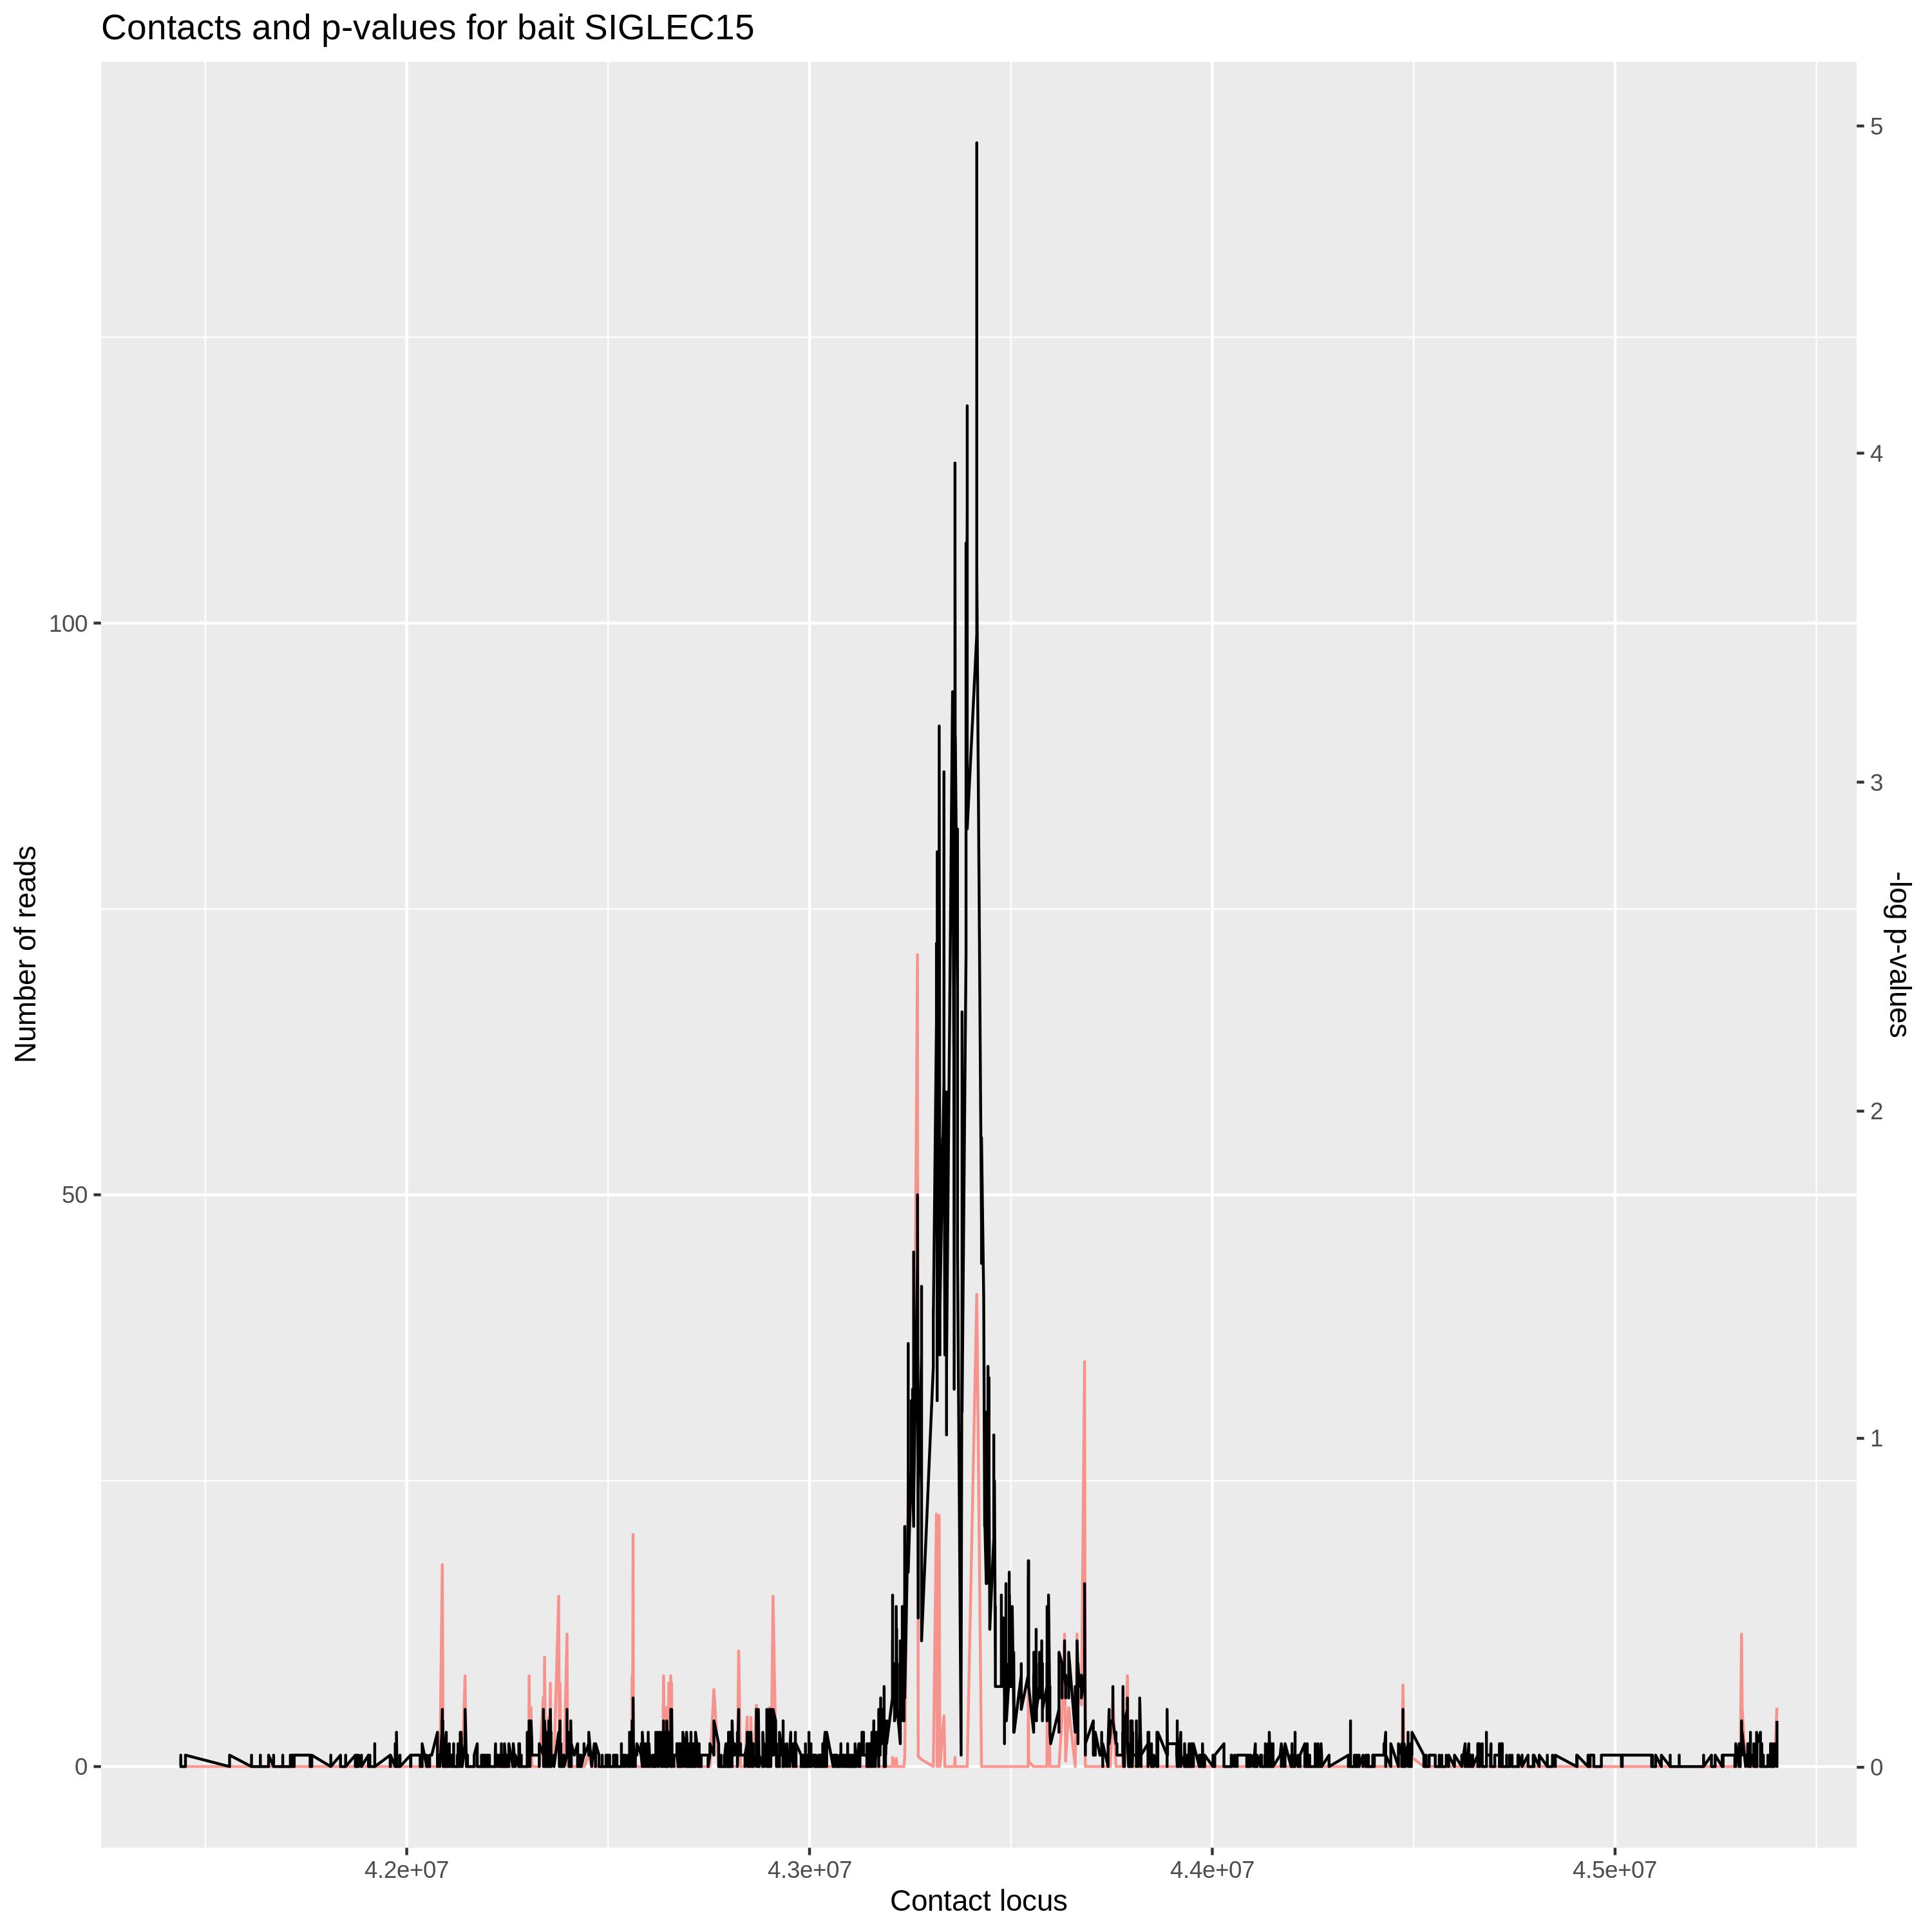 Contacts and p-values for bait SIGLEC15
Number of reads
100
50
0
5
4
3
2
1
0
-log p-values
4.2e+07
4.3e+07
4.4e+07
4.5e+07
Contact locus